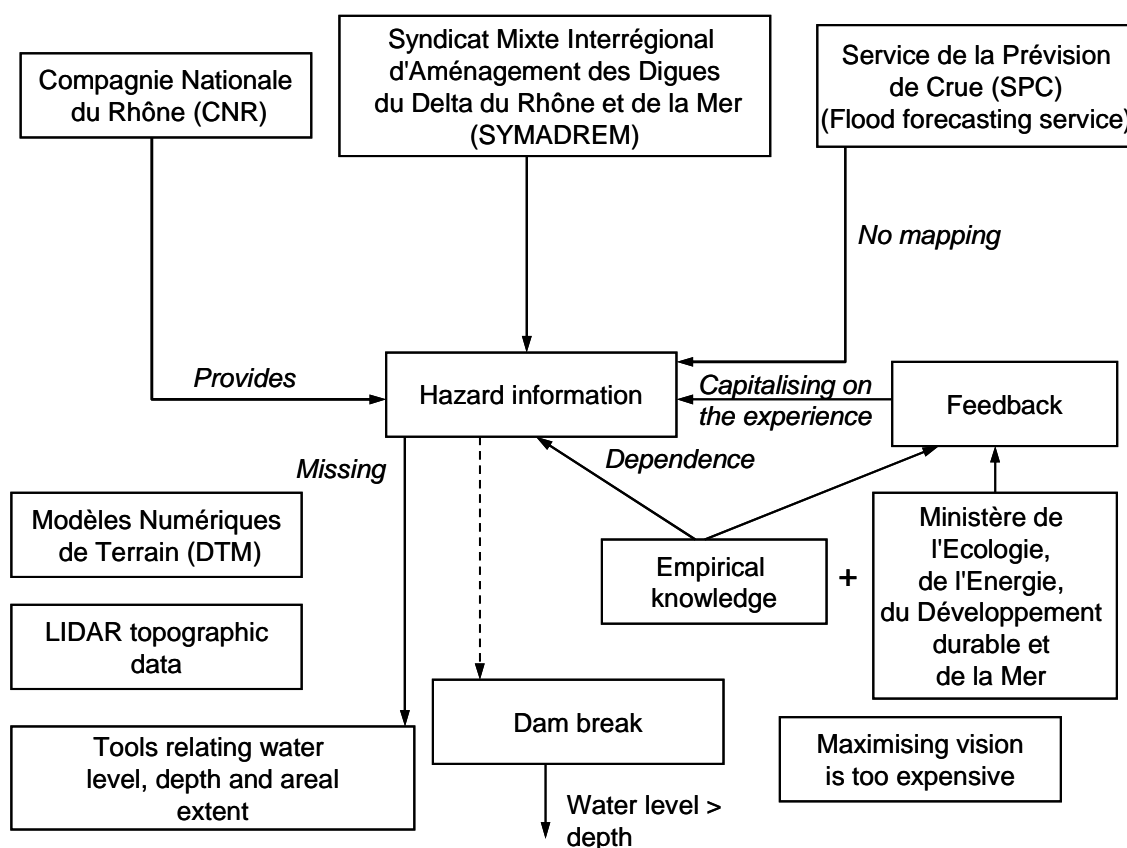 Compagnie Nationale
du Rhône (CNR)
Syndicat Mixte Interrégional
d'Aménagement des Digues
du Delta du Rhône et de la Mer
(SYMADREM)
Service de la Prévision
de Crue (SPC)
(Flood forecasting service)
No mapping
Provides
Hazard information
Capitalising on
the experience
Feedback
Missing
Dependence
Modèles Numériques
de Terrain (DTM)
Empirical
knowledge
+
Ministère de
l'Ecologie,
de l'Energie,
du Développement
durable et
de la Mer
LIDAR topographic
data
Dam break
Tools relating water
level, depth and areal
extent
Maximising vision
is too expensive
Water level >
depth